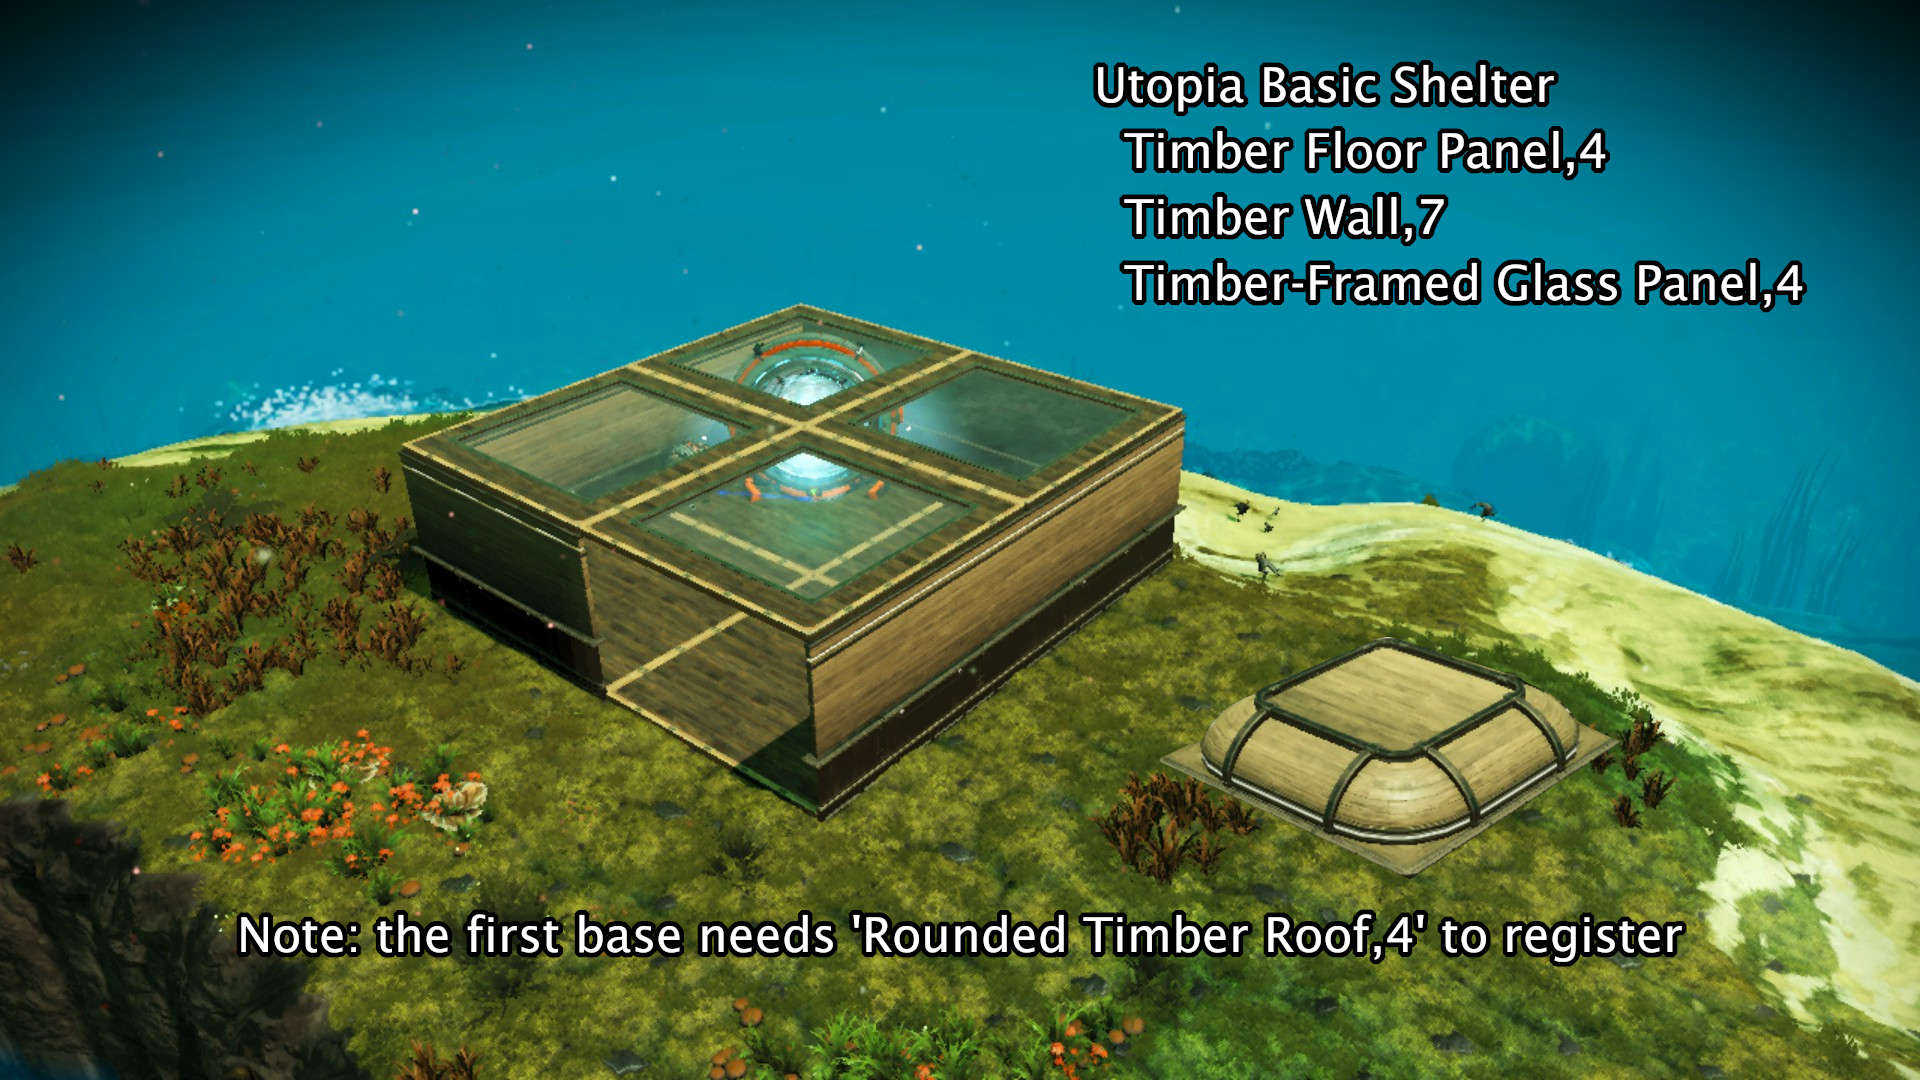 Utopia Basic Shelter
Timber Floor Panel,4
Timber Wall,7
Timber-Framed Glass Panel,4
Note: the first base needs 'Rounded Timber Roof,4' to register